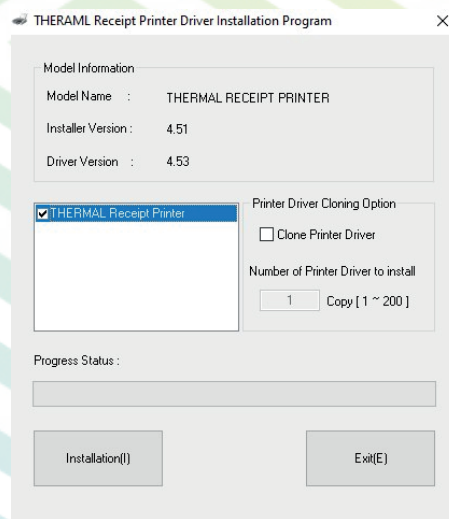 THERAML Receipt Printer Driver Installation Program
Model Information
Model Name : THERMAL RECEIPT PRINTER
Installer Version : 4.51
Driver Version : 4.53
THERMAL Receipt Printer
Printer Driver Cloning Option
Clone Printer Driver
Number of Printer Driver to install
1 Copy [ 1 ~ 200 ]
Progress Status :
Installation(I) Exit(E)